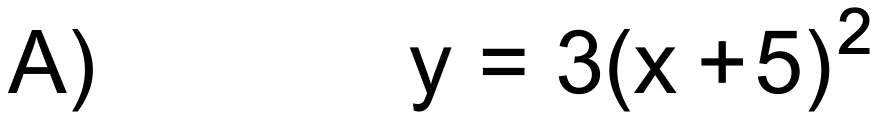 A) y = 3(x +5)²